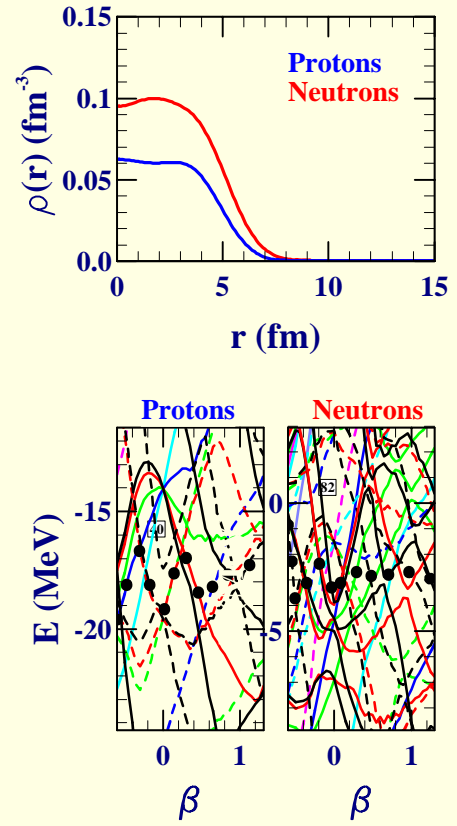 ρ(r) (fm⁻³)
0.15
0.1
0.05
0.0
Protons
Neutrons
0 5 10 15
r (fm)
Protons Neutrons
E (MeV)
-15
-20
0
-5
82
0 1
0 1
β β